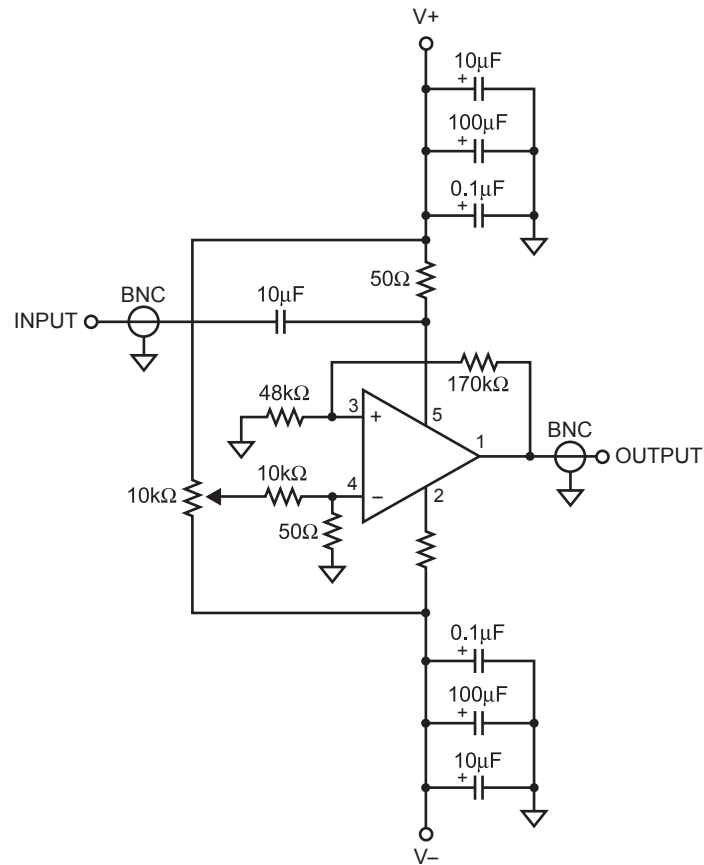 V+
10μF
+
100μF
+
0.1μF
+
50Ω
BNC
10μF
INPUT
170kΩ
48kΩ
3
+
5
1
BNC
OUTPUT
10kΩ
10kΩ
4
–
2
50Ω
0.1μF
+
100μF
+
10μF
+
V–